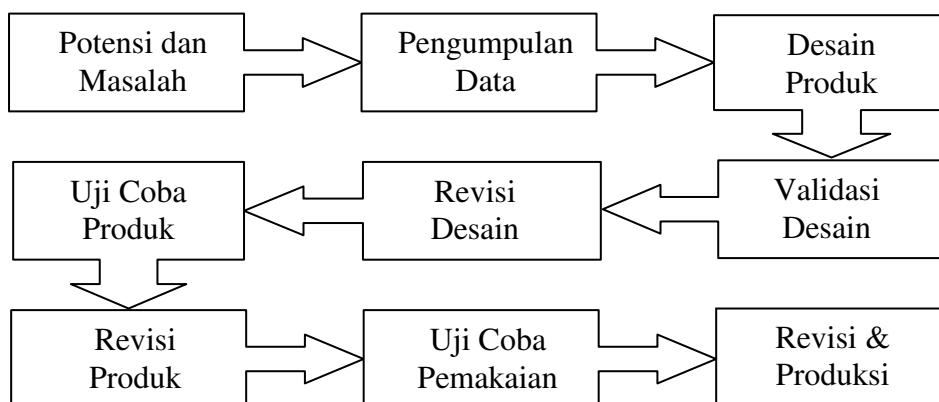 Potensi dan
Masalah
Pengumpulan
Data
Desain
Produk
Validasi
Desain
Revisi
Desain
Uji Coba
Produk
Revisi
Produk
Uji Coba
Pemakaian
Revisi &
Produksi